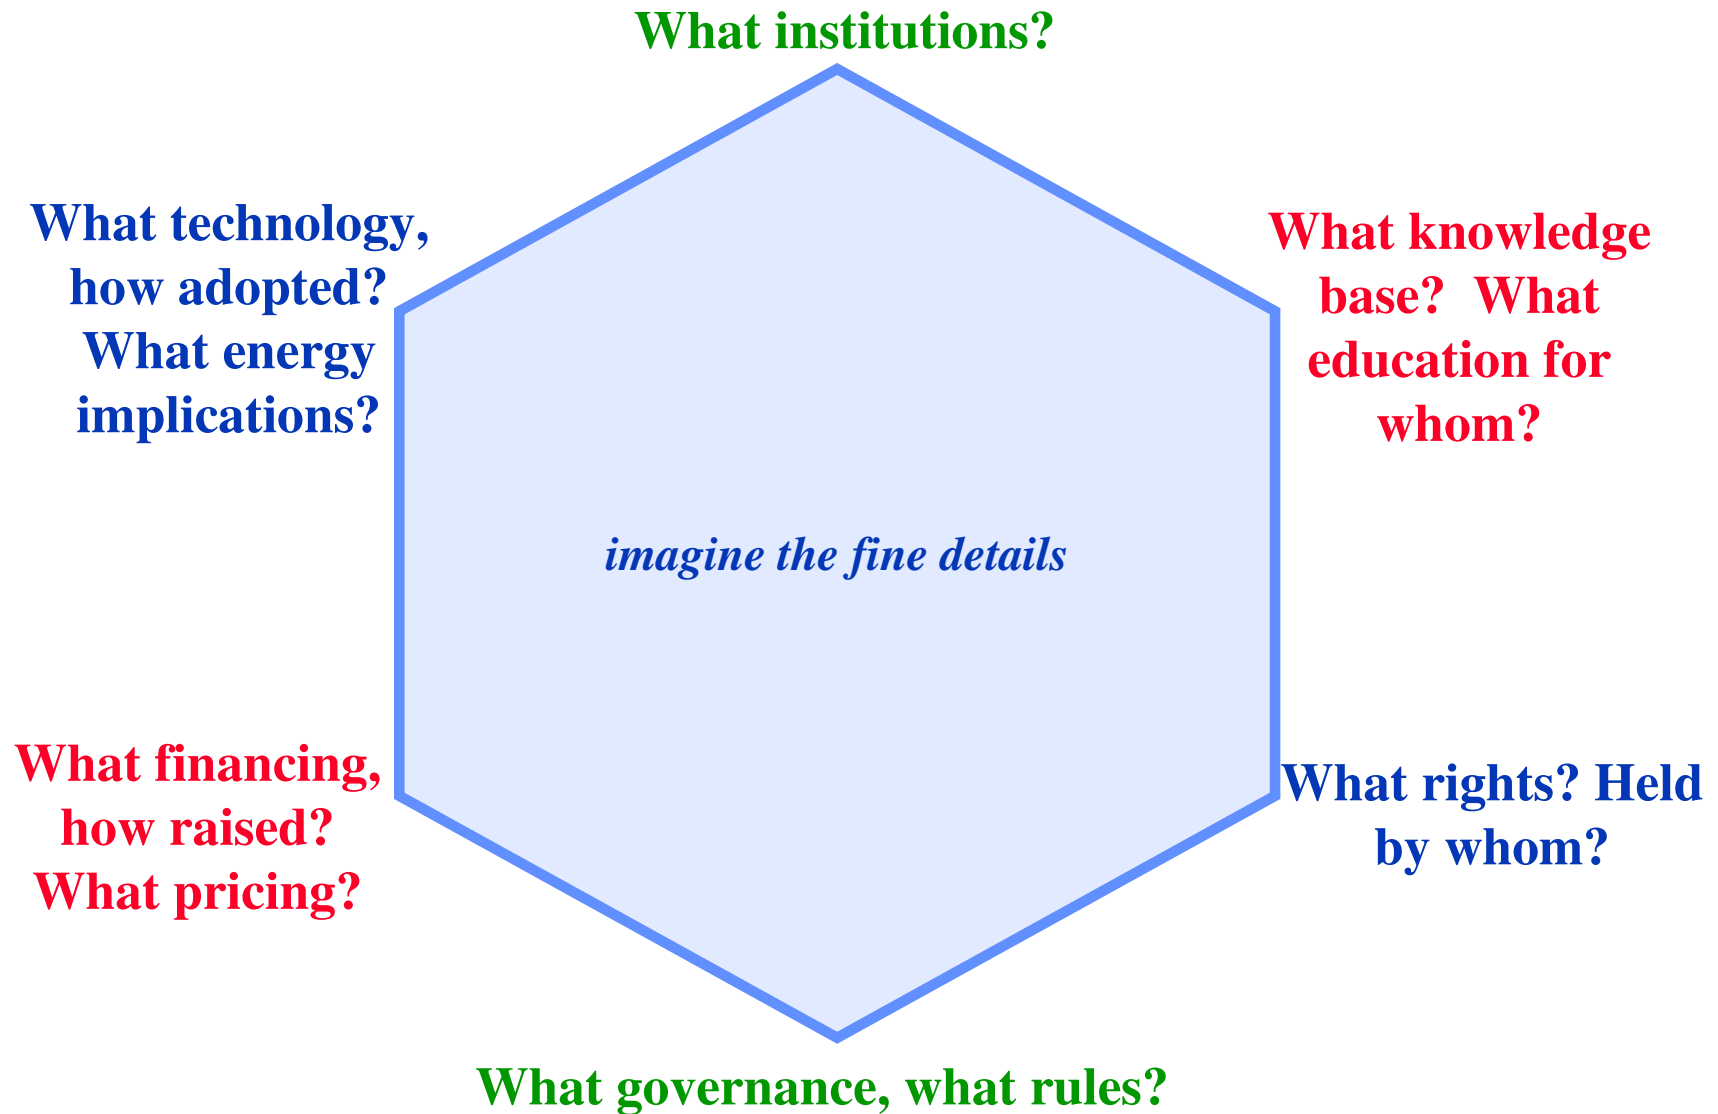 What institutions?
What technology,
how adopted?
What energy
implications?
What knowledge
base?  What
education for
whom?
imagine the fine details
What financing,
how raised?
What pricing?
What rights? Held
by whom?
What governance, what rules?